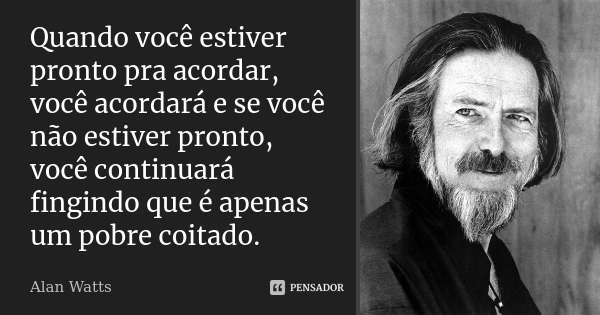 Quando você estiver
pronto pra acordar,
você acordará e se você
não estiver pronto,
você continuará
fingindo que é apenas
um pobre coitado.
Alan Watts
PENSADOR